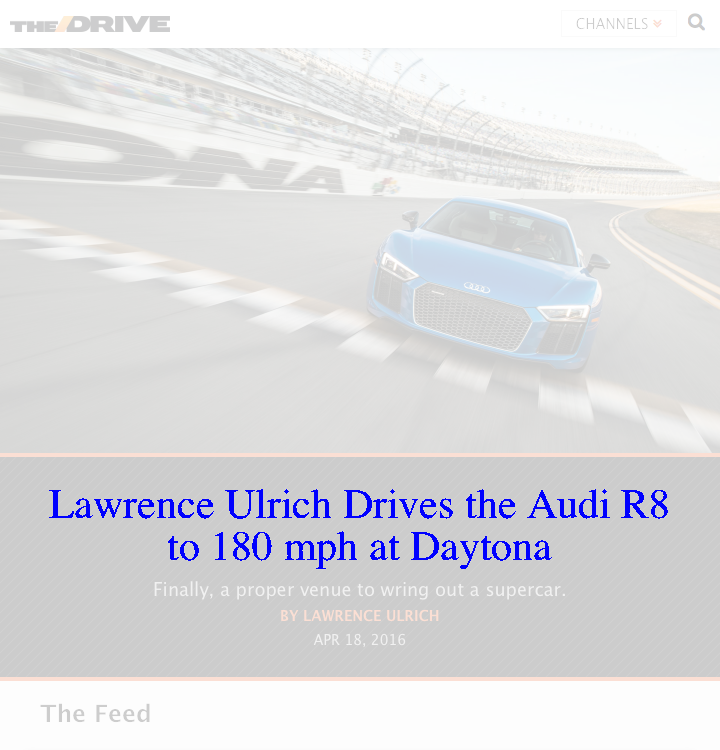 THE/DRIVE
CHANNELS
Lawrence Ulrich Drives the Audi R8
to 180 mph at Daytona
Finally, a proper venue to wring out a supercar.
BY LAWRENCE ULRICH
APR 18, 2016
The Feed